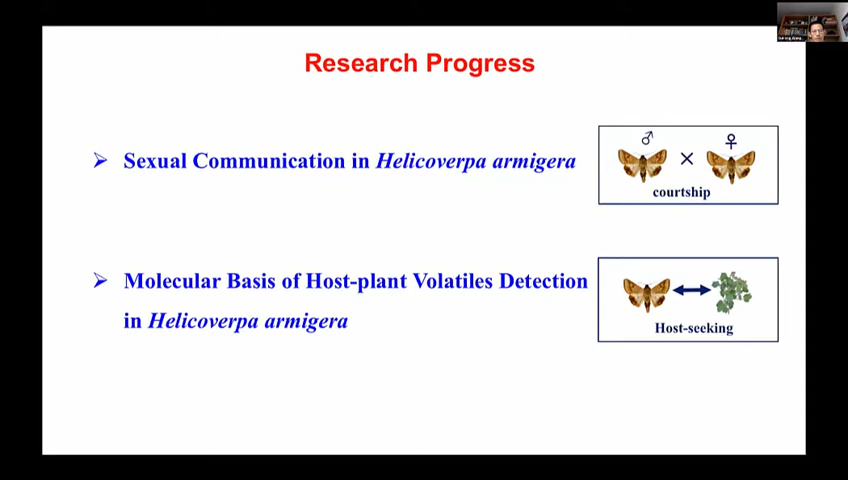 Research Progress
➢ Sexual Communication in Helicoverpa armigera
♂ × ♀
courtship
➢ Molecular Basis of Host-plant Volatiles Detection
in Helicoverpa armigera
Host-seeking